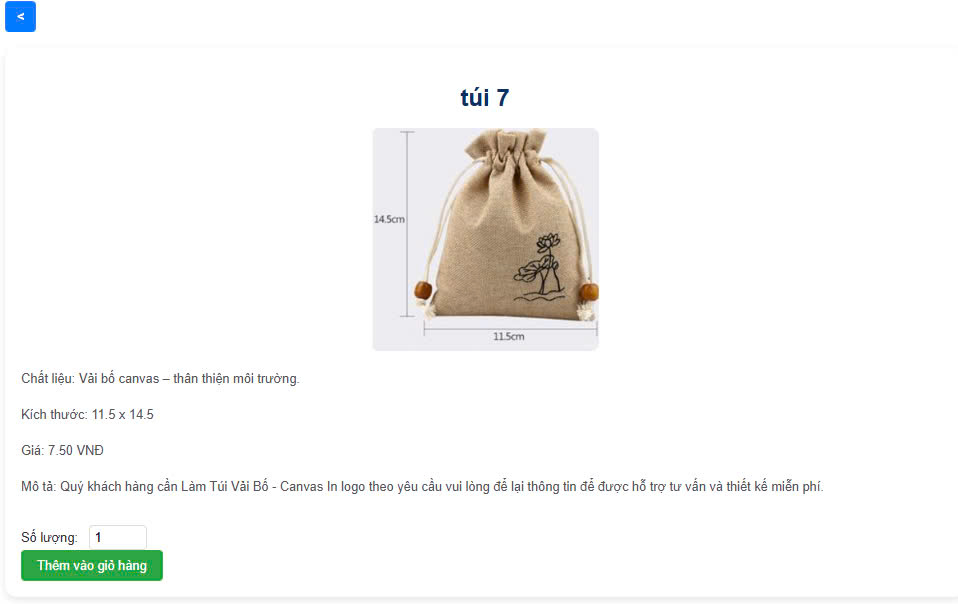 <
túi 7
14.5cm
11.5cm
Chất liệu: Vải bố canvas – thân thiện môi trường.
Kích thước: 11.5 x 14.5
Giá: 7.50 VNĐ
Mô tả: Quý khách hàng cần Làm Túi Vải Bố - Canvas In logo theo yêu cầu vui lòng để lại thông tin để được hỗ trợ tư vấn và thiết kế miễn phí.
Số lượng: 1
Thêm vào giỏ hàng